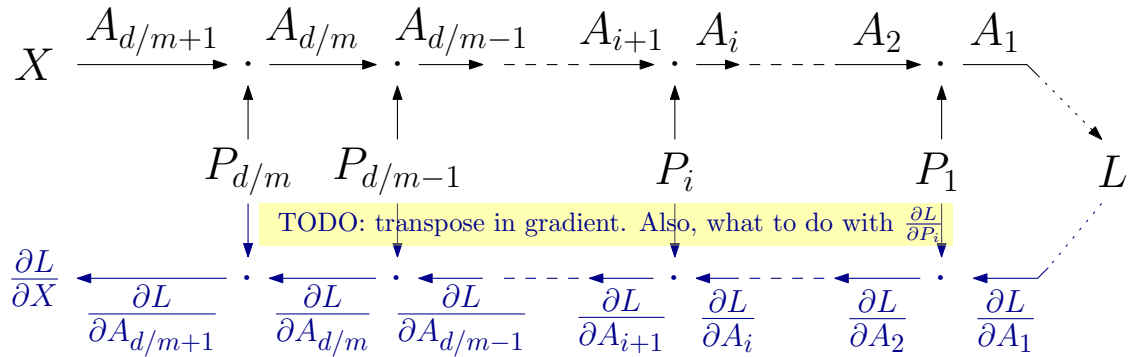 A_{d/m+1} A_{d/m} A_{d/m−1} A_{i+1} A_i A_2 A_1
X · · · ·
P_{d/m} P_{d/m−1} P_i P_1 L
TODO: transpose in gradient. Also, what to do with ∂L/∂P_i
∂L/∂X · · · ·
∂L/∂A_{d/m+1} ∂L/∂A_{d/m} ∂L/∂A_{d/m−1} ∂L/∂A_{i+1} ∂L/∂A_i ∂L/∂A_2 ∂L/∂A_1